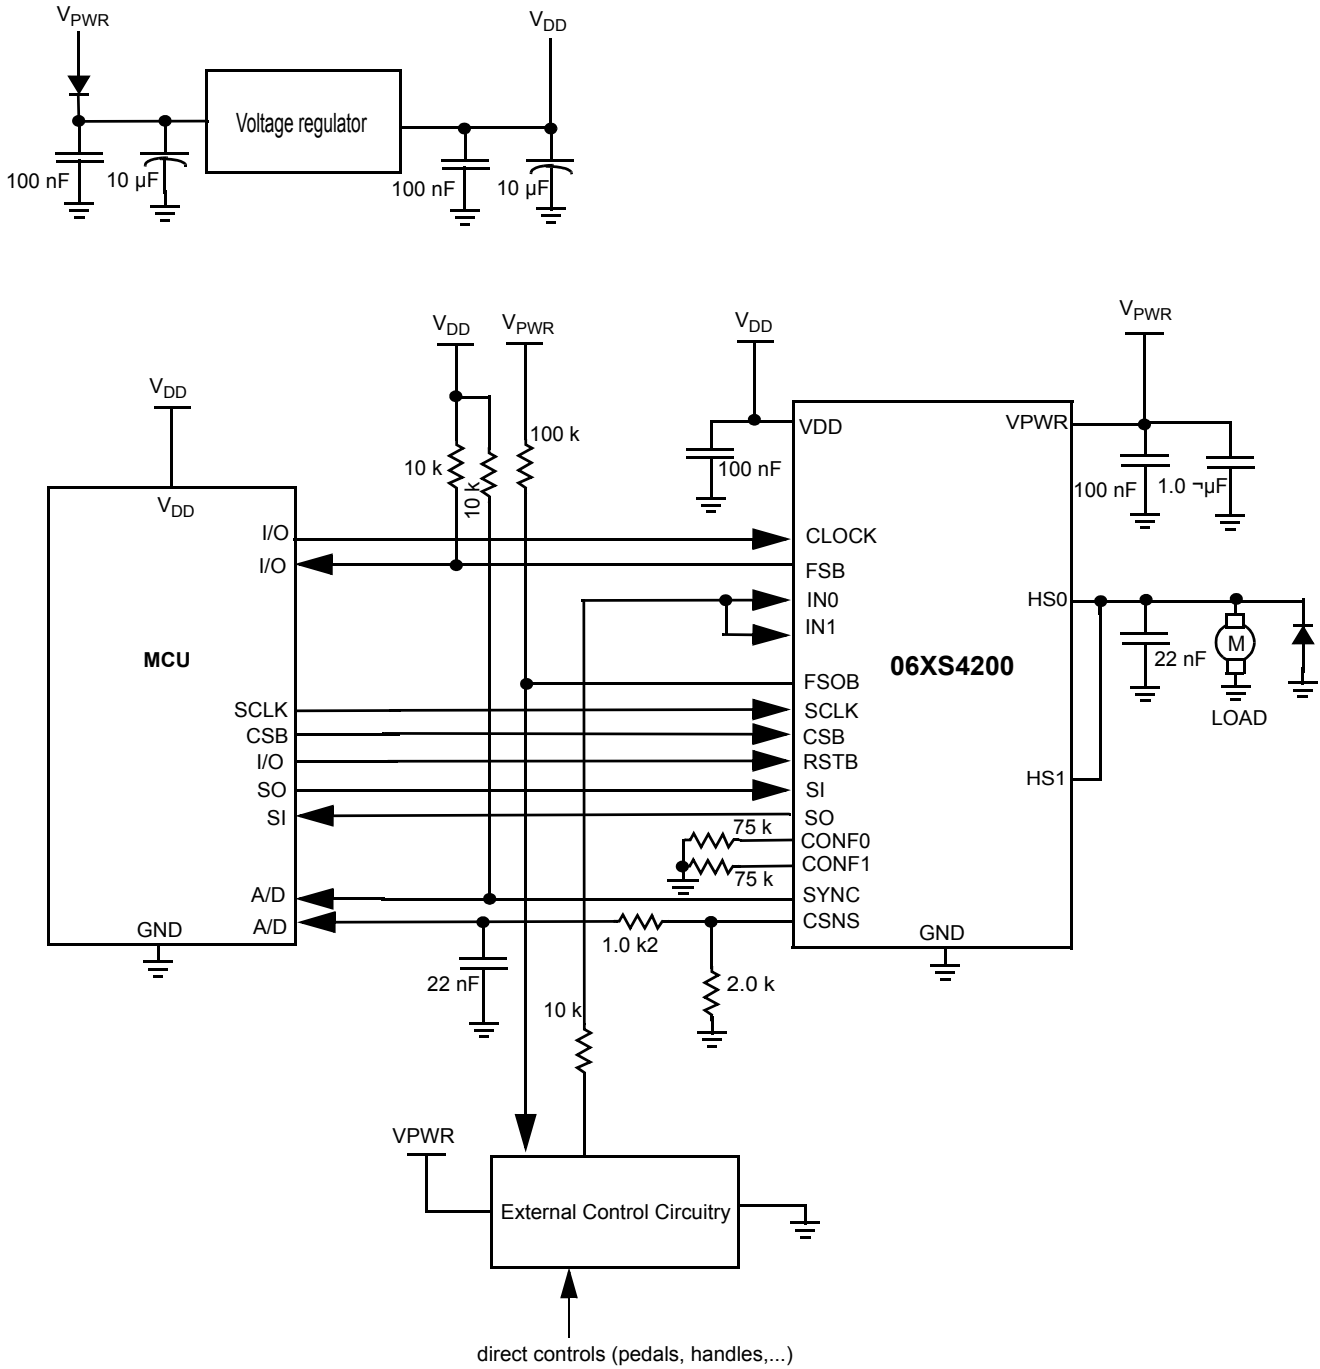 VPWR
VDD
Voltage regulator
100 nF
10 µF
100 nF
10 µF
VDD
VPWR
VDD
VPWR
VDD
VDD
10 k
10 k
100 k
VDD
100 nF
VPWR
100 nF
1.0 ¬µF
I/O
I/O
CLOCK
FSB
IN0
IN1
HS0
MCU
06XS4200
22 nF
M
LOAD
FSOB
SCLK
CSB
I/O
SO
SI
SCLK
CSB
RSTB
SI
SO
HS1
75 k
CONF0
CONF1
75 k
A/D
A/D
SYNC
CSNS
GND
GND
1.0 k2
22 nF
2.0 k
10 k
VPWR
External Control Circuitry
direct controls (pedals, handles,...)